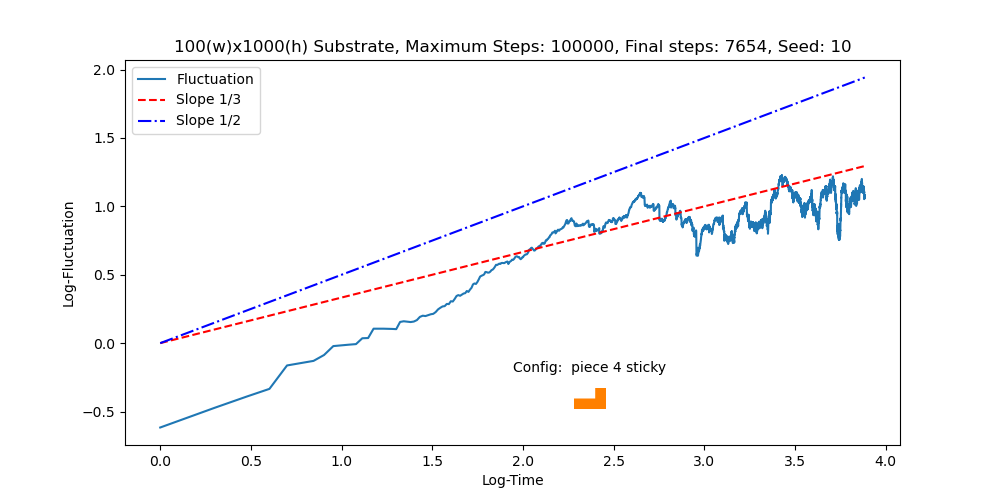 100(w)x1000(h) Substrate, Maximum Steps: 100000, Final steps: 7654, Seed: 10
Fluctuation
Slope 1/3
Slope 1/2
2.0
1.5
1.0
0.5
0.0
−0.5
Log-Fluctuation
Config:  piece 4 sticky
0.0 0.5 1.0 1.5 2.0 2.5 3.0 3.5 4.0
Log-Time